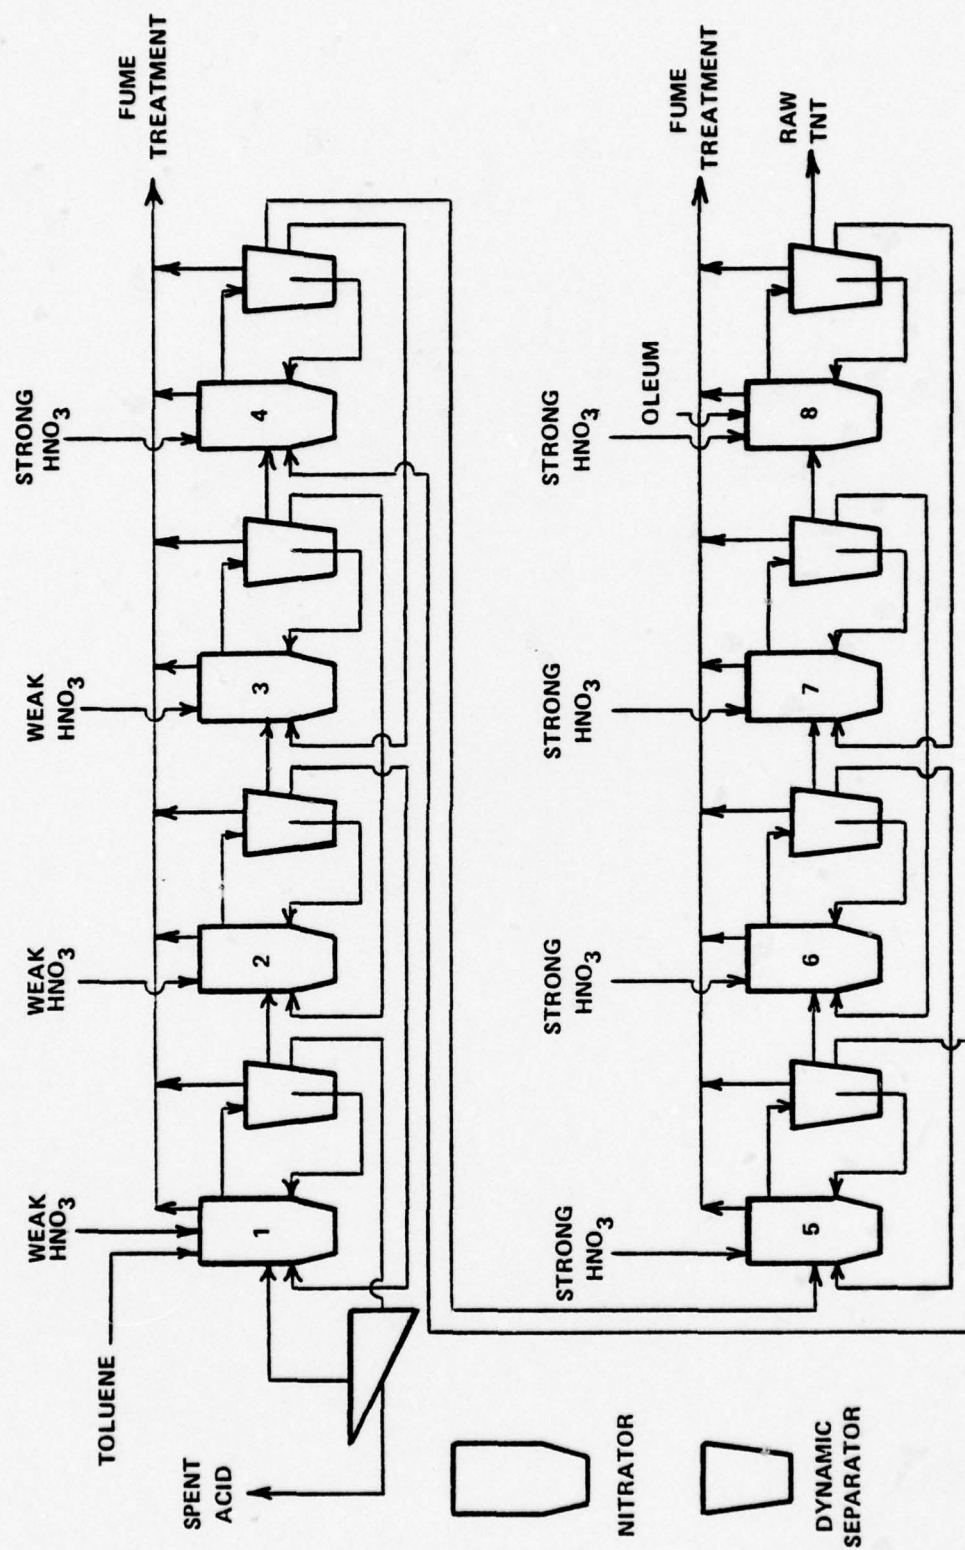 TOLUENE
WEAK
HNO3
WEAK
HNO3
WEAK
HNO3
STRONG
HNO3
FUME
TREATMENT
1
2
3
4
SPENT
ACID
STRONG
HNO3
STRONG
HNO3
STRONG
HNO3
STRONG
HNO3
OLEUM
FUME
TREATMENT
RAW
TNT
5
6
7
8
NITRATOR
DYNAMIC
SEPARATOR